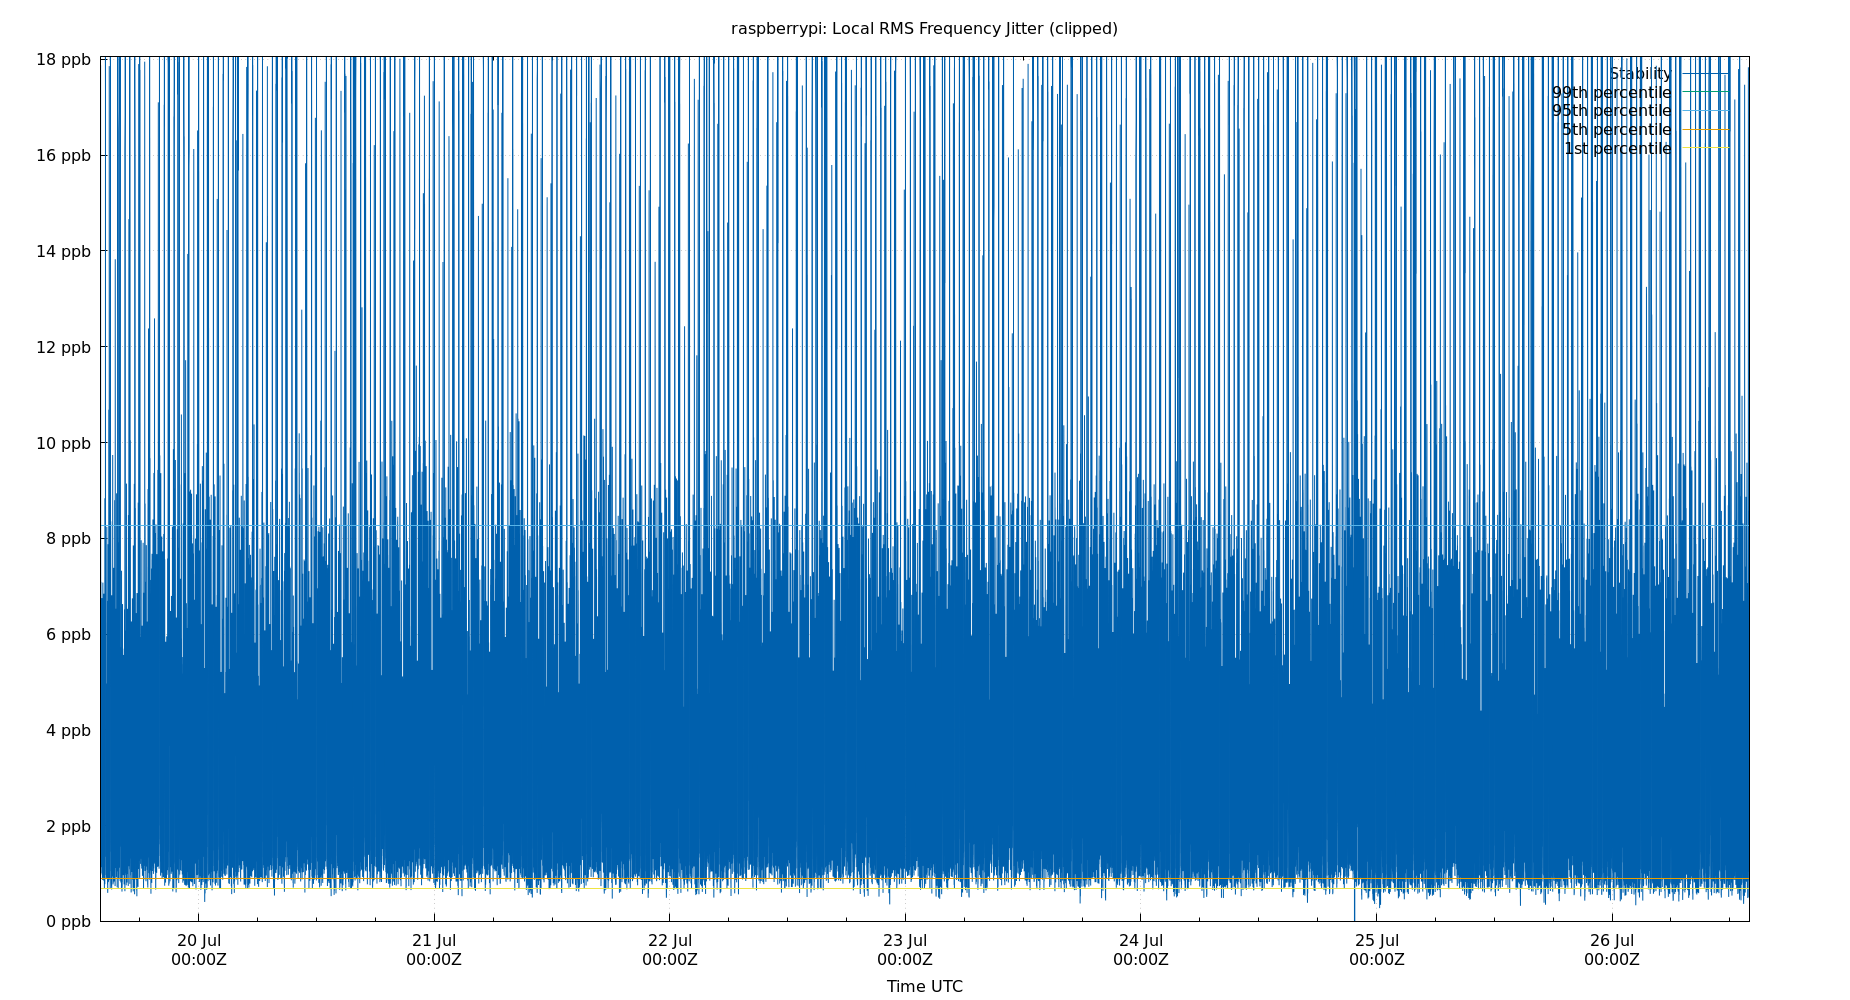 raspberrypi: Local RMS Frequency Jitter (clipped)
18 ppb
16 ppb
14 ppb
12 ppb
10 ppb
8 ppb
6 ppb
4 ppb
2 ppb
0 ppb
Stability
99th percentile
95th percentile
5th percentile
1st percentile
20 Jul
00:00Z
21 Jul
00:00Z
22 Jul
00:00Z
23 Jul
00:00Z
24 Jul
00:00Z
25 Jul
00:00Z
26 Jul
00:00Z
Time UTC